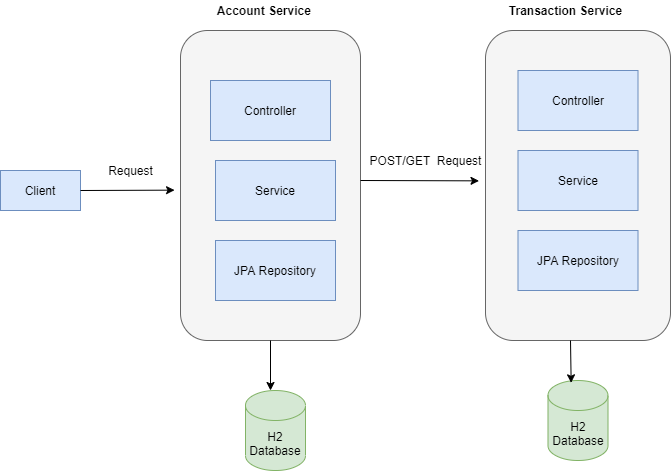 Account Service
Transaction Service
Controller
Controller
Request
POST/GET Request
Client
Service
Service
JPA Repository
JPA Repository
H2
Database
H2
Database